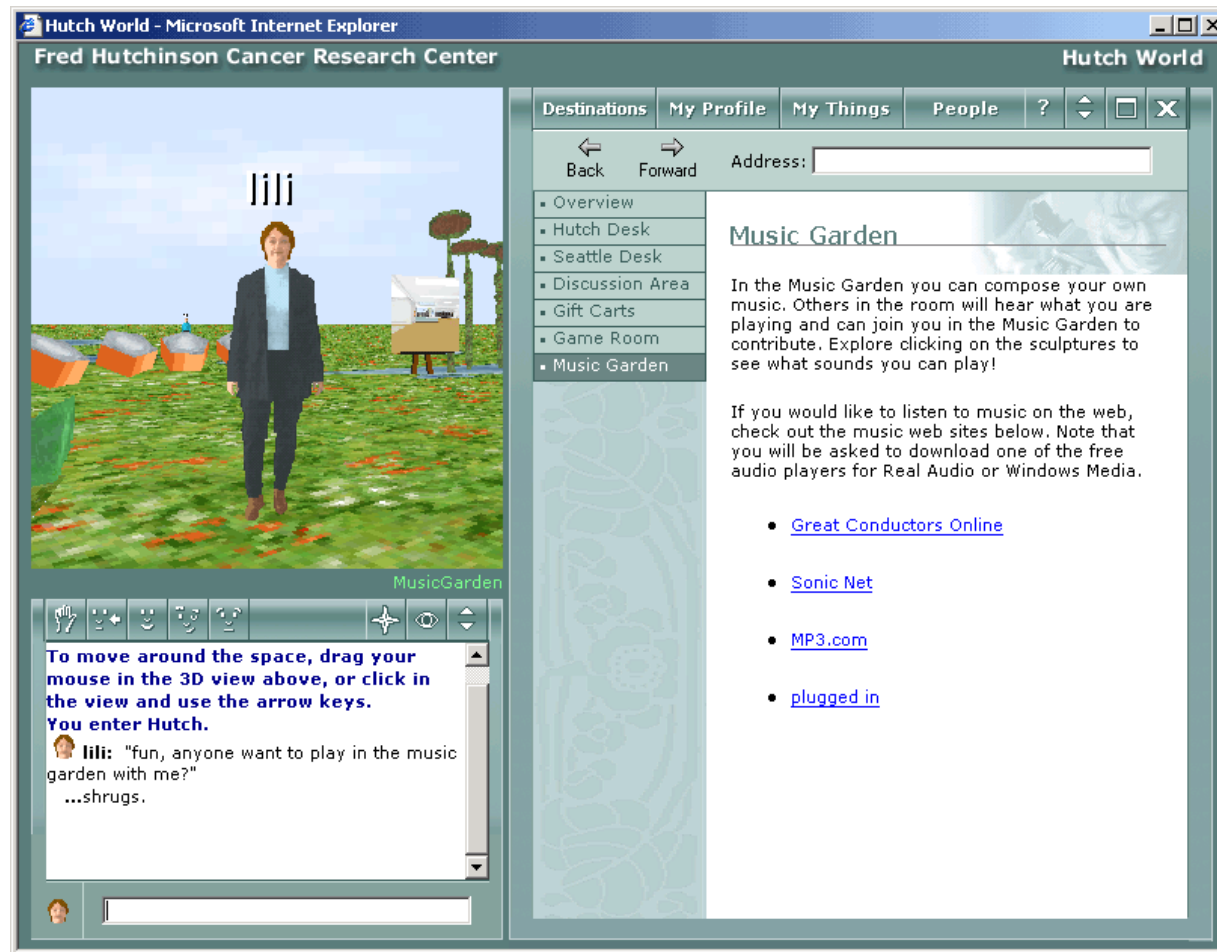 Hutch World - Microsoft Internet Explorer
Fred Hutchinson Cancer Research Center
Hutch World
lili
MusicGarden
To move around the space, drag your
mouse in the 3D view above, or click in
the view and use the arrow keys.
You enter Hutch.
lili: "fun, anyone want to play in the music
garden with me?"
...shrugs.
Destinations
My Profile
My Things
People
?
Back
Forward
Address:
▪ Overview
▪ Hutch Desk
▪ Seattle Desk
▪ Discussion Area
▪ Gift Carts
▪ Game Room
▪ Music Garden
Music Garden
In the Music Garden you can compose your own
music. Others in the room will hear what you are
playing and can join you in the Music Garden to
contribute. Explore clicking on the sculptures to
see what sounds you can play!
If you would like to listen to music on the web,
check out the music web sites below. Note that
you will be asked to download one of the free
audio players for Real Audio or Windows Media.
• Great Conductors Online
• Sonic Net
• MP3.com
• plugged in